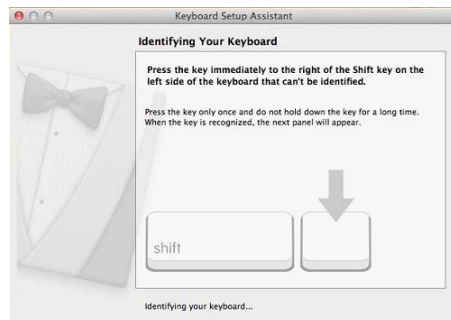 Keyboard Setup Assistant
Identifying Your Keyboard
Press the key immediately to the right of the Shift key on the
left side of the keyboard that can't be identified.
Press the key only once and do not hold down the key for a long time.
When the key is recognized, the next panel will appear.
shift
Identifying your keyboard...